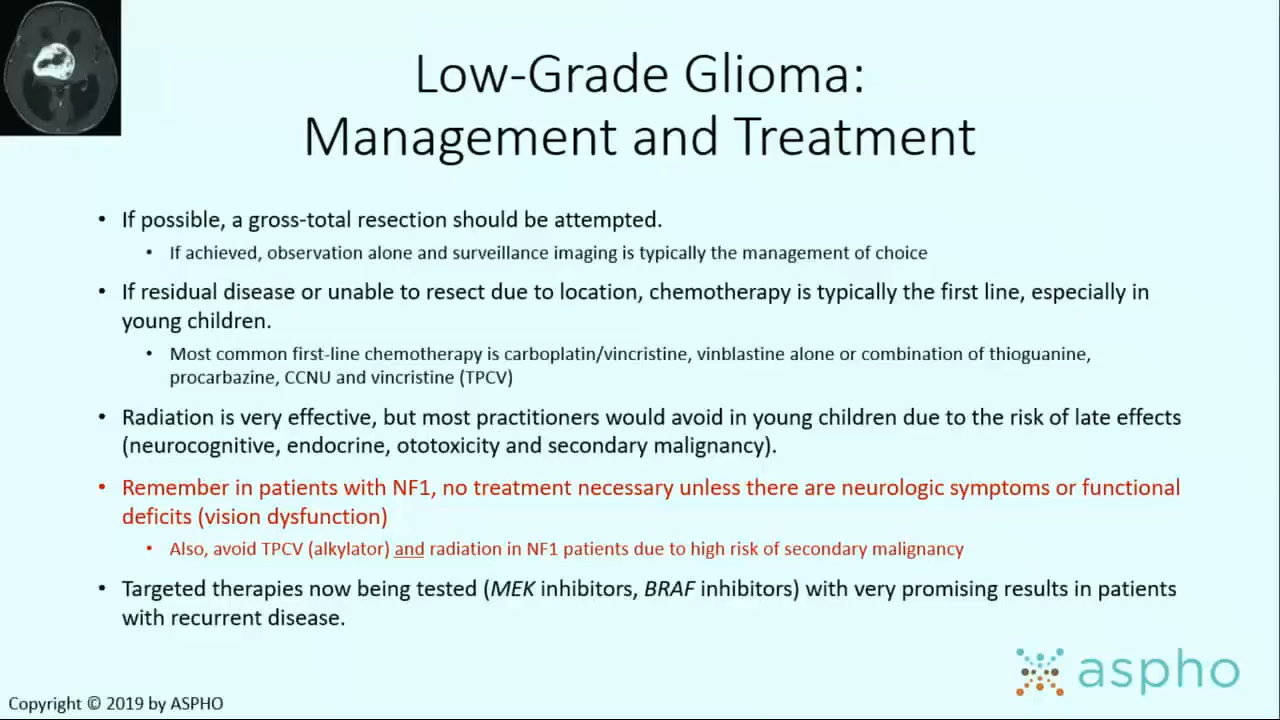 Low-Grade Glioma:
Management and Treatment
• If possible, a gross-total resection should be attempted.
• If achieved, observation alone and surveillance imaging is typically the management of choice
• If residual disease or unable to resect due to location, chemotherapy is typically the first line, especially in
young children.
• Most common first-line chemotherapy is carboplatin/vincristine, vinblastine alone or combination of thioguanine,
procarbazine, CCNU and vincristine (TPCV)
• Radiation is very effective, but most practitioners would avoid in young children due to the risk of late effects
(neurocognitive, endocrine, ototoxicity and secondary malignancy).
• Remember in patients with NF1, no treatment necessary unless there are neurologic symptoms or functional
deficits (vision dysfunction)
• Also, avoid TPCV (alkylator) and radiation in NF1 patients due to high risk of secondary malignancy
• Targeted therapies now being tested (MEK inhibitors, BRAF inhibitors) with very promising results in patients
with recurrent disease.
aspho
Copyright © 2019 by ASPHO